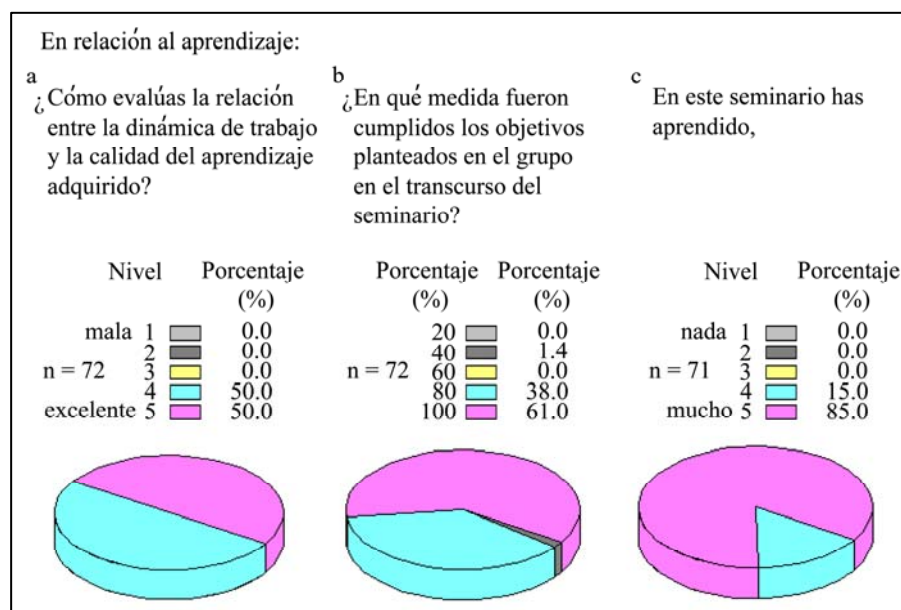 En relación al aprendizaje:
a
¿Cómo evalúas la relación
entre la dinámica de trabajo
y la calidad del aprendizaje
adquirido?
Nivel Porcentaje
(%)
mala 1 0.0
2 0.0
n = 72 3 0.0
4 50.0
excelente 5 50.0
b
¿En qué medida fueron
cumplidos los objetivos
planteados en el grupo
en el transcurso del
seminario?
Porcentaje Porcentaje
(%) (%)
20 0.0
40 1.4
n = 72 60 0.0
80 38.0
100 61.0
c
En este seminario has
aprendido,
Nivel Porcentaje
(%)
nada 1 0.0
2 0.0
n = 71 3 0.0
4 15.0
mucho 5 85.0